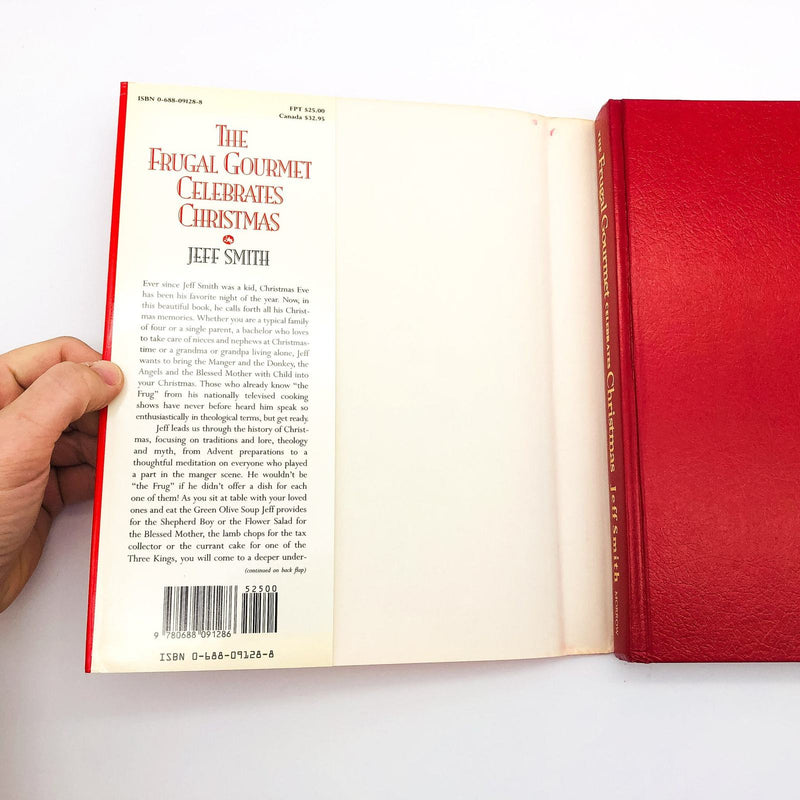 ISBN 0-688-09128-8
FPT $25.00
Canada $32.95
THE
FRUGAL GOURMET
CELEBRATES
CHRISTMAS
JEFF SMITH
Ever since Jeff Smith was a kid, Christmas Eve
has been his favorite night of the year. Now, in
this beautiful book, he calls forth all his Christ-
mas memories. Whether you are a typical family
of four or a single parent, a bachelor who loves
to take care of nieces and nephews at Christmas-
time or a grandma or grandpa living alone, Jeff
wants to bring the Manger and the Donkey, the
Angels and the Blessed Mother with Child into
your Christmas. Those who already know "the
Frug" from his nationally televised cooking
shows have never before heard him speak so
enthusiastically in theological terms, but get ready.
Jeff leads us through the history of Christ-
mas, focusing on traditions and lore, theology
and myth, from Advent preparations to a
thoughtful meditation on everyone who played
a part in the manger scene. He wouldn't be
"the Frug" if he didn't offer a dish for each
one of them! As you sit at table with your loved
ones and eat the Green Olive Soup Jeff provides
for the Shepherd Boy or the Flower Salad for
the Blessed Mother, the lamb chops for the tax
collector or the currant cake for one of the
Three Kings, you will come to a deeper under-
(continued on back flap)
52500
9 780688 091286
ISBN 0-688-09128-8
THE Frugal Gourmet CELEBRATES Christmas Jeff Smith MORROW